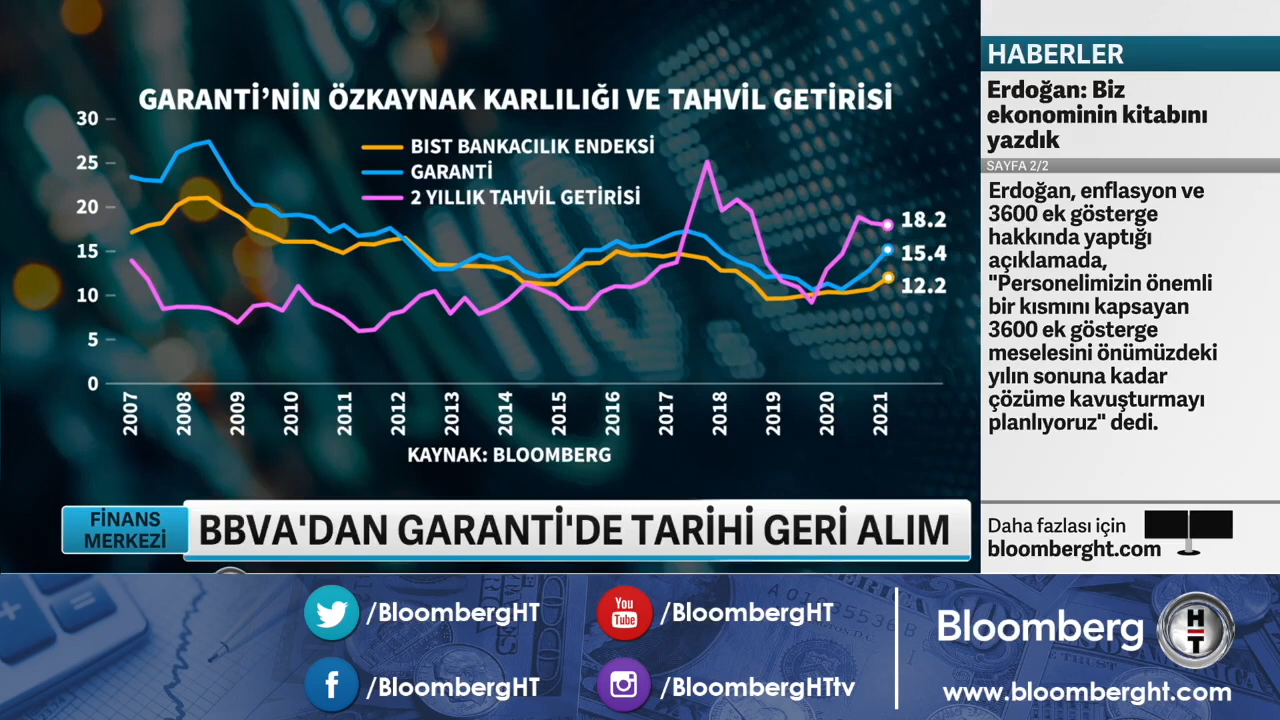 GARANTİ’NİN ÖZKAYNAK KARLILIĞI VE TAHVİL GETİRİSİ
30
25
20
15
10
5
0
BIST BANKACILIK ENDEKSİ
GARANTİ
2 YILLIK TAHVİL GETİRİSİ
18.2
15.4
12.2
2007
2008
2009
2010
2011
2012
2013
2014
2015
2016
2017
2018
2019
2020
2021
KAYNAK: BLOOMBERG
FİNANS
MERKEZİ
BBVA'DAN GARANTİ'DE TARİHİ GERİ ALIM
HABERLER
Erdoğan: Biz
ekonominin kitabını
yazdık
SAYFA 2/2
Erdoğan, enflasyon ve
3600 ek gösterge
hakkında yaptığı
açıklamada,
"Personelimizin önemli
bir kısmını kapsayan
3600 ek gösterge
meselesini önümüzdeki
yılın sonuna kadar
çözüme kavuşturmayı
planlıyoruz" dedi.
Daha fazlası için
bloomberght.com
/BloombergHT
You
Tube
/BloombergHT
/BloombergHT
/BloombergHTtv
Bloomberg
HT
www.bloomberght.com